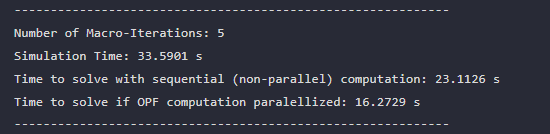 ------------------------------------------------------------
Number of Macro-Iterations: 5
Simulation Time: 33.5901 s
Time to solve with sequential (non-parallel) computation: 23.1126 s
Time to solve if OPF computation paralellized: 16.2729 s
------------------------------------------------------------